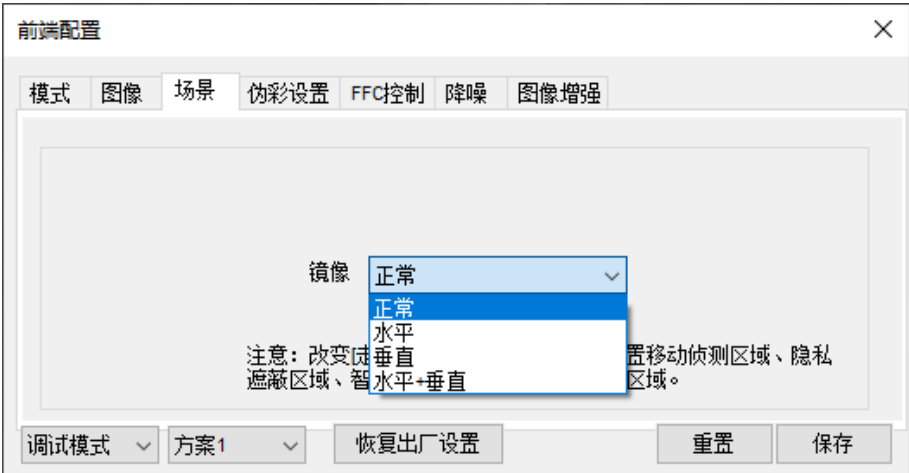 前端配置
模式 图像 场景 伪彩设置 FFC控制 降噪 图像增强
镜像 正常
正常
水平
垂直
水平+垂直
注意：改变 置移动侦测区域、隐私
遮蔽区域、智 区域。
调试模式 方案1 恢复出厂设置 重置 保存